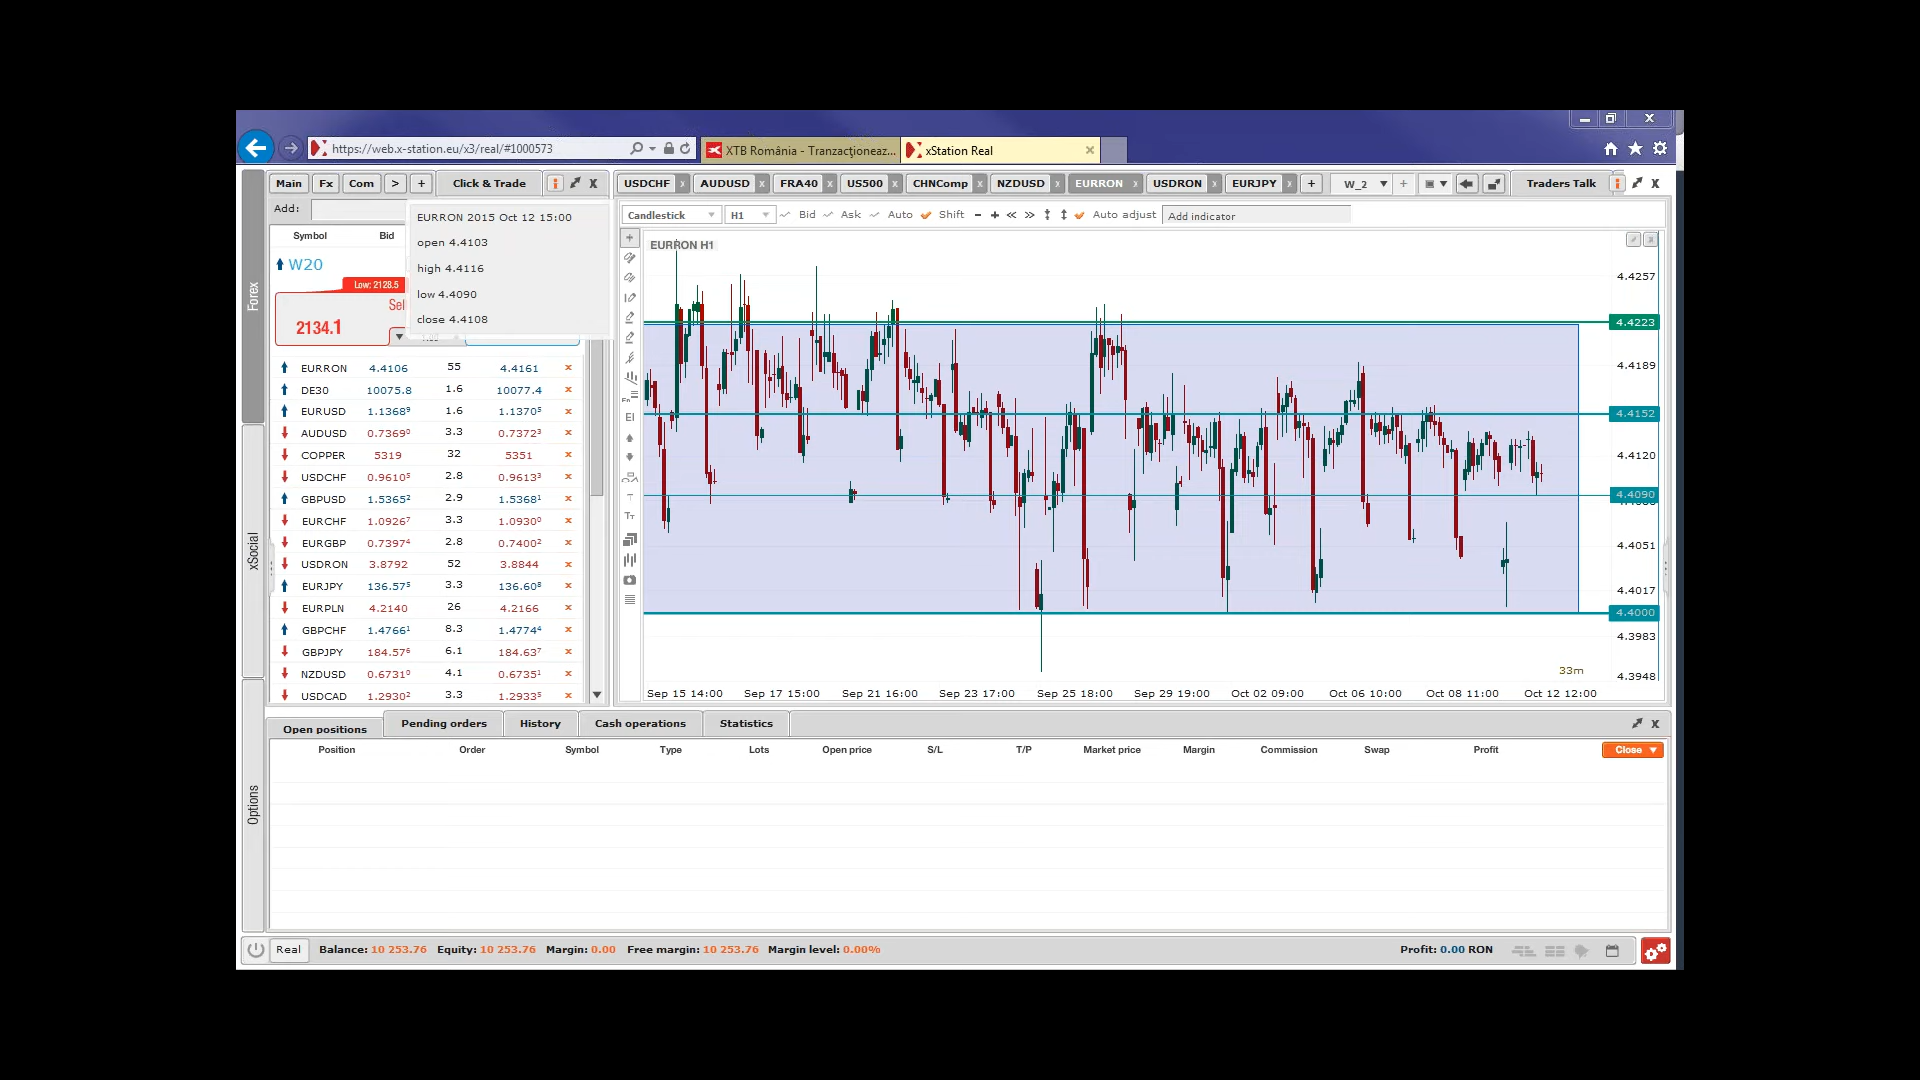 https://web.x-station.eu/x3/real/#1000573
XTB România - Tranzacționeaz...
xStation Real
Main Fx Com > + Click & Trade
USDCHF x AUDUSD x FRA40 x US500 x CHNComp x NZDUSD x EURRON x USDRON x EURJPY x + W_2 Traders Talk
Add:
Candlestick H1 Bid Ask Auto Shift Auto adjust Add indicator
Symbol Bid
W20
Low: 2128.5
2134.1
EURRON 2015 Oct 12 15:00
open 4.4103
high 4.4116
low 4.4090
close 4.4108
EURRON 4.4106 55 4.4161 x
DE30 10075.8 1.6 10077.4 x
EURUSD 1.1368⁹ 1.6 1.1370⁵ x
AUDUSD 0.7369⁰ 3.3 0.7372³ x
COPPER 5319 32 5351 x
USDCHF 0.9610⁵ 2.8 0.9613³ x
GBPUSD 1.5365² 2.9 1.5368¹ x
EURCHF 1.0926⁷ 3.3 1.0930⁰ x
EURGBP 0.7397⁴ 2.8 0.7400² x
USDRON 3.8792 52 3.8844 x
EURJPY 136.57⁵ 3.3 136.60⁸ x
EURPLN 4.2140 26 4.2166 x
GBPCHF 1.4766¹ 8.3 1.4774⁴ x
GBPJPY 184.57⁶ 6.1 184.63⁷ x
NZDUSD 0.6731⁰ 4.1 0.6735¹ x
USDCAD 1.2930² 3.3 1.2933⁵ x
Forex
xSocial
Options
EURRON H1
4.4257
4.4223
4.4189
4.4152
4.4120
4.4090
4.4051
4.4017
4.4000
4.3983
4.3948
33m
Sep 15 14:00 Sep 17 15:00 Sep 21 16:00 Sep 23 17:00 Sep 25 18:00 Sep 29 19:00 Oct 02 09:00 Oct 06 10:00 Oct 08 11:00 Oct 12 12:00
Open positions Pending orders History Cash operations Statistics
Position Order Symbol Type Lots Open price S/L T/P Market price Margin Commission Swap Profit Close
Real Balance: 10 253.76 Equity: 10 253.76 Margin: 0.00 Free margin: 10 253.76 Margin level: 0.00% Profit: 0.00 RON